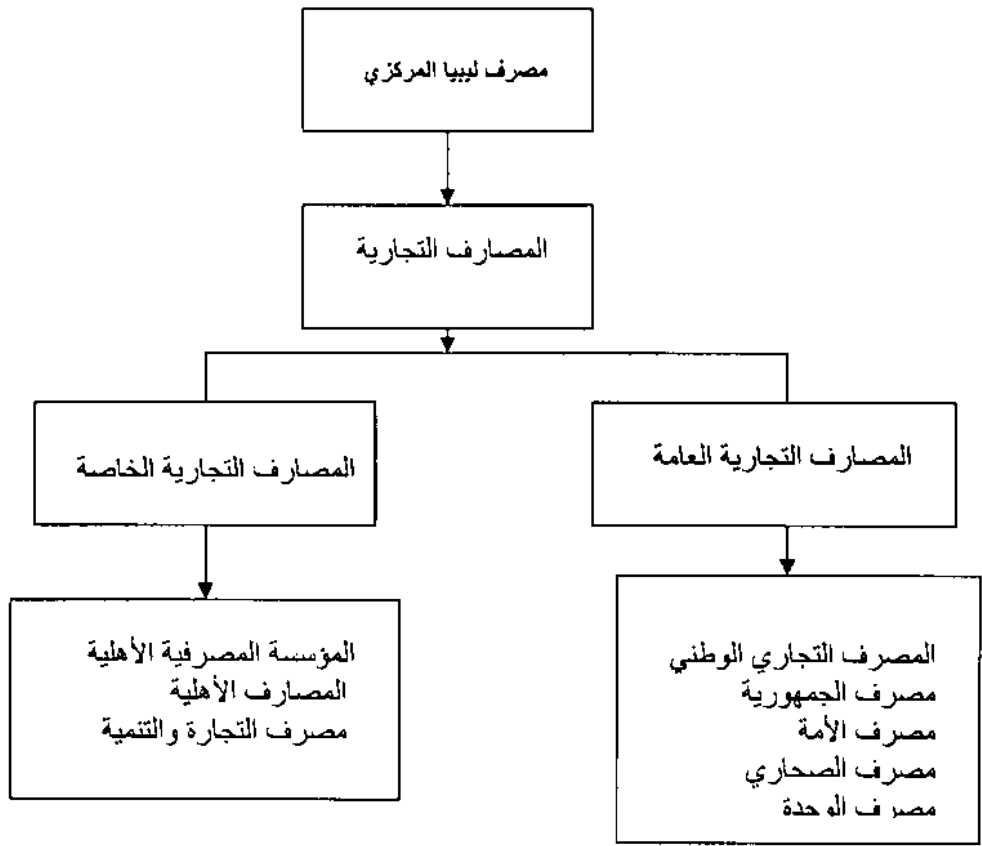 مصرف ليبيا المركزي
المصارف التجارية
المصارف التجارية العامة
المصارف التجارية الخاصة
المصرف التجاري الوطني
مصرف الجمهورية
مصرف الأمة
مصرف الصحاري
مصرف الوحدة
المؤسسة المصرفية الأهلية
المصارف الأهلية
مصرف التجارة والتنمية